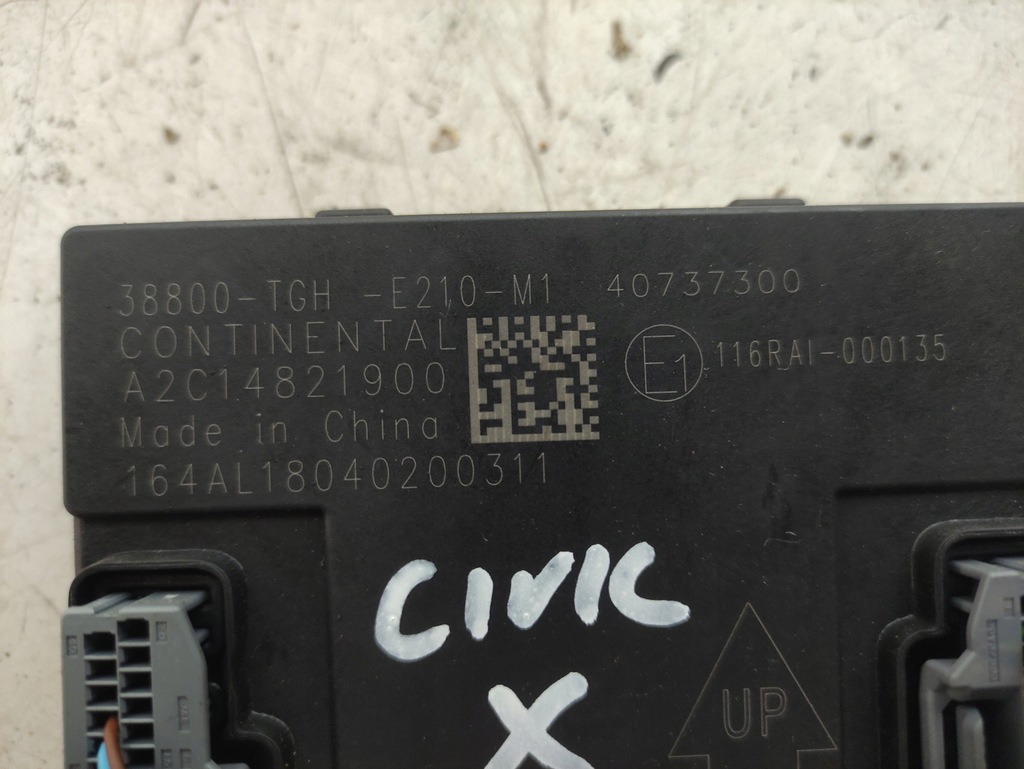 38800-TGH -E210-M1 40737300
CONTINENTAL
A2C14821900
E1 116RAI-000135
Made in China
164AL18040200311
CIVIC
X
UP